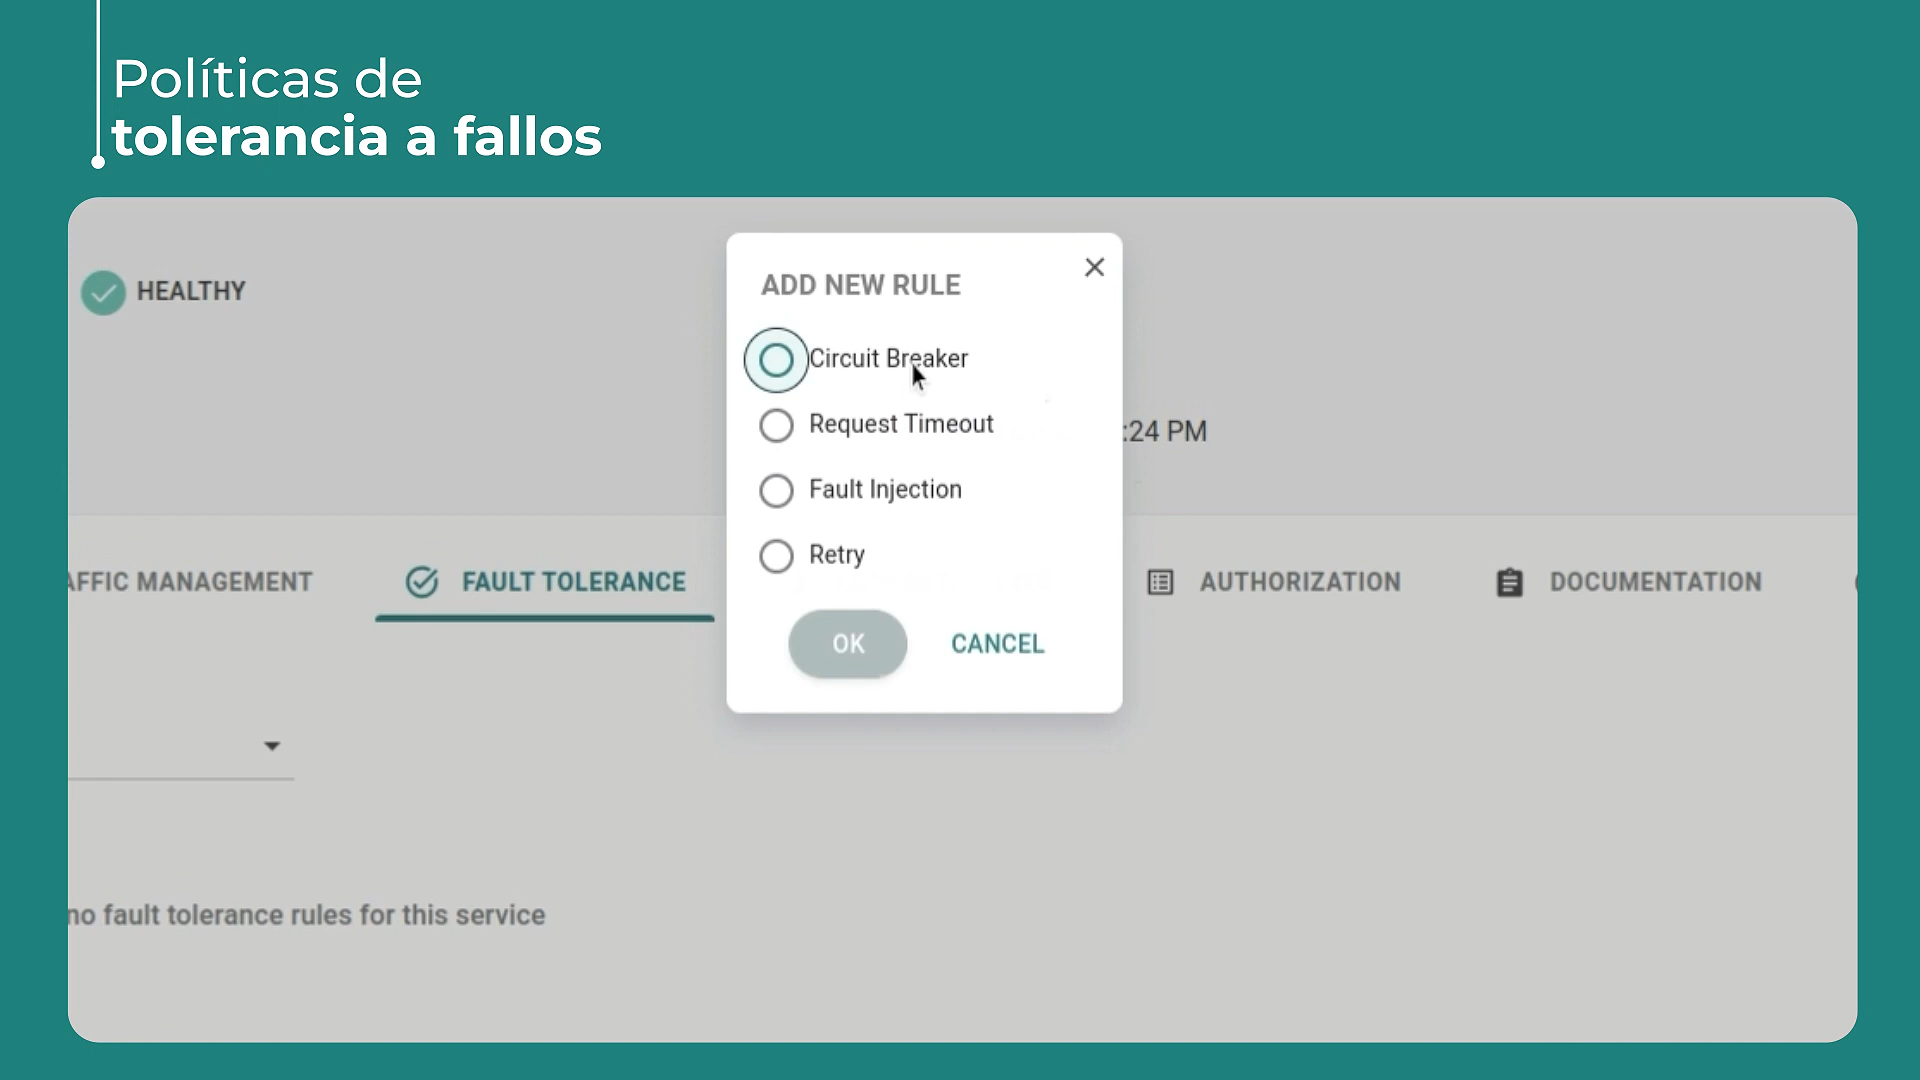 Políticas de
tolerancia a fallos
HEALTHY
ADD NEW RULE
Circuit Breaker
Request Timeout
:24 PM
Fault Injection
Retry
AFFIC MANAGEMENT
FAULT TOLERANCE
AUTHORIZATION
DOCUMENTATION
OK
CANCEL
no fault tolerance rules for this service